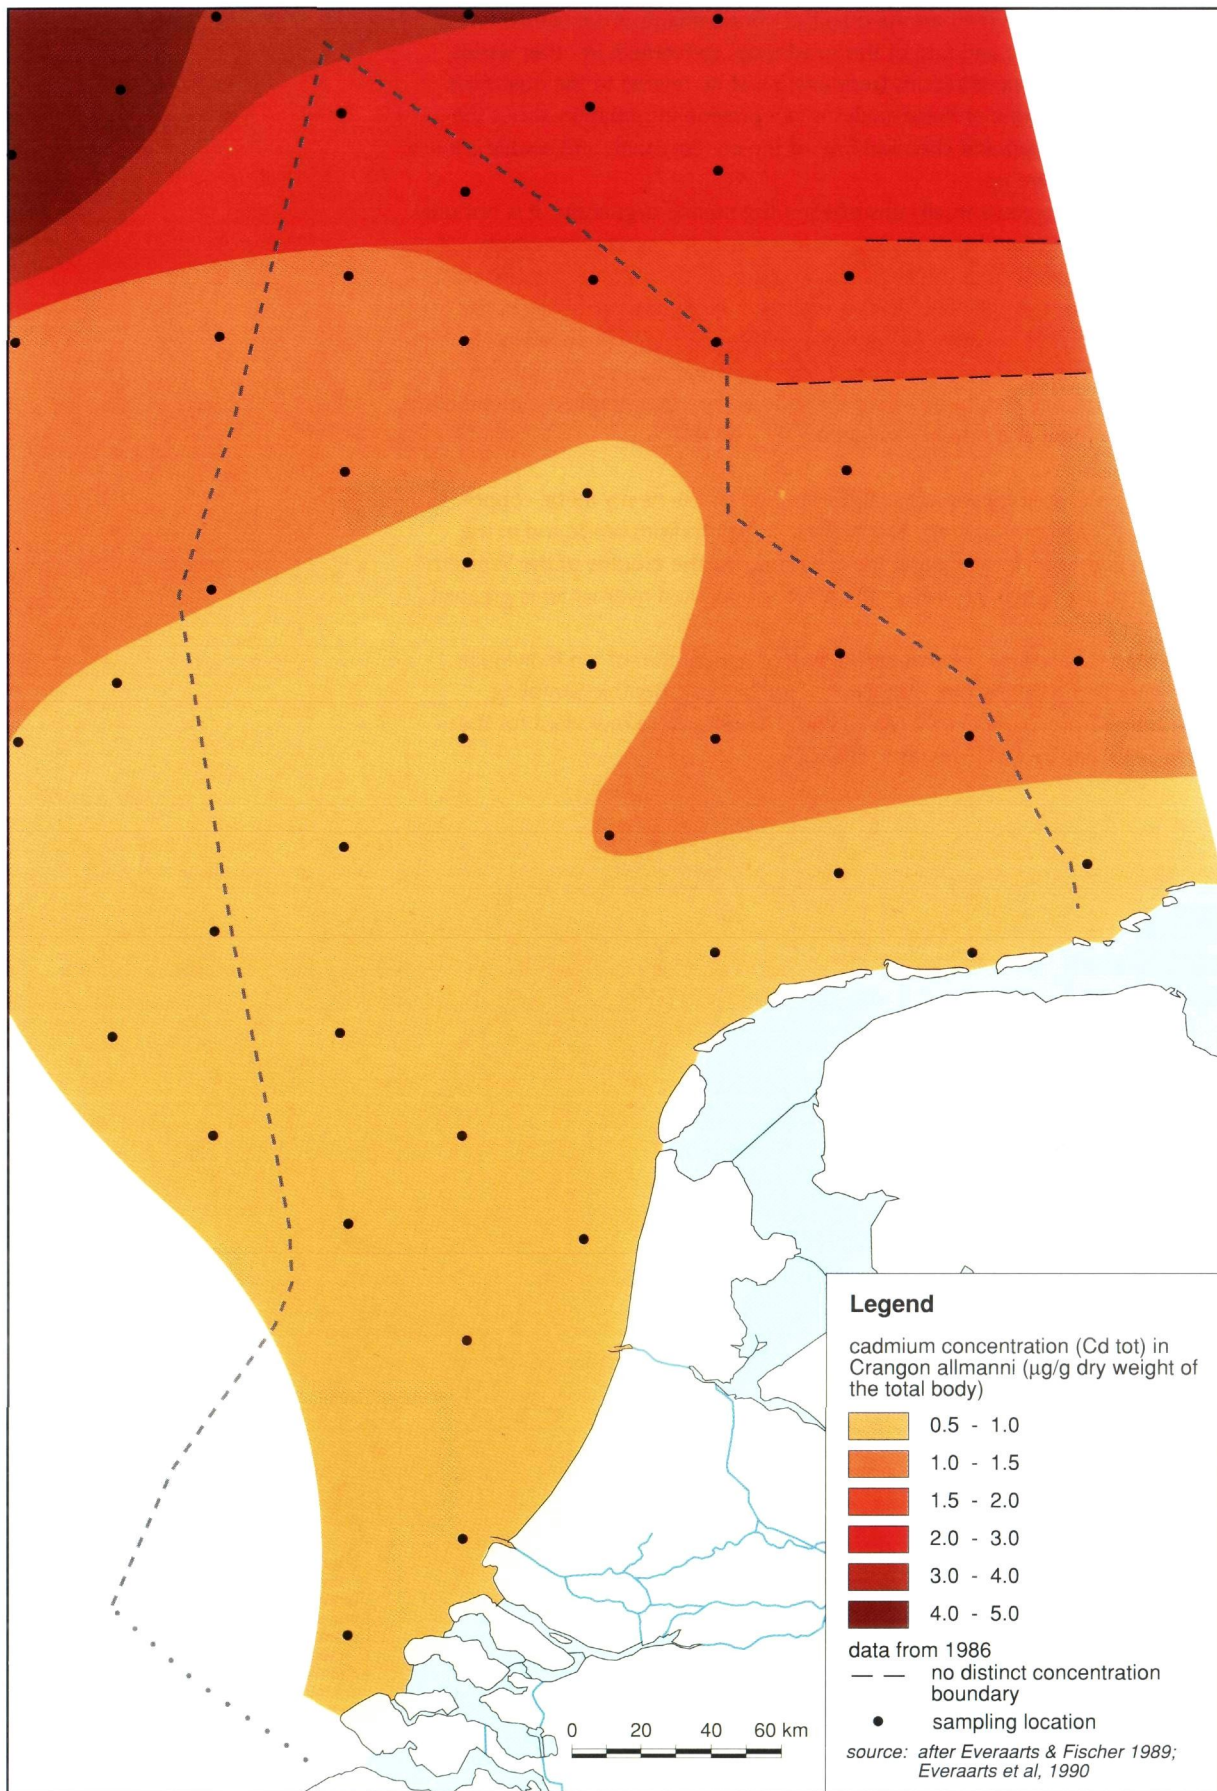 Legend
cadmium concentration (Cd tot) in
Crangon allmanni (µg/g dry weight of
the total body)
0.5 - 1.0
1.0 - 1.5
1.5 - 2.0
2.0 - 3.0
3.0 - 4.0
4.0 - 5.0
data from 1986
no distinct concentration
boundary
sampling location
source: after Everaarts & Fischer 1989;
Everaarts et al, 1990
0 20 40 60 km